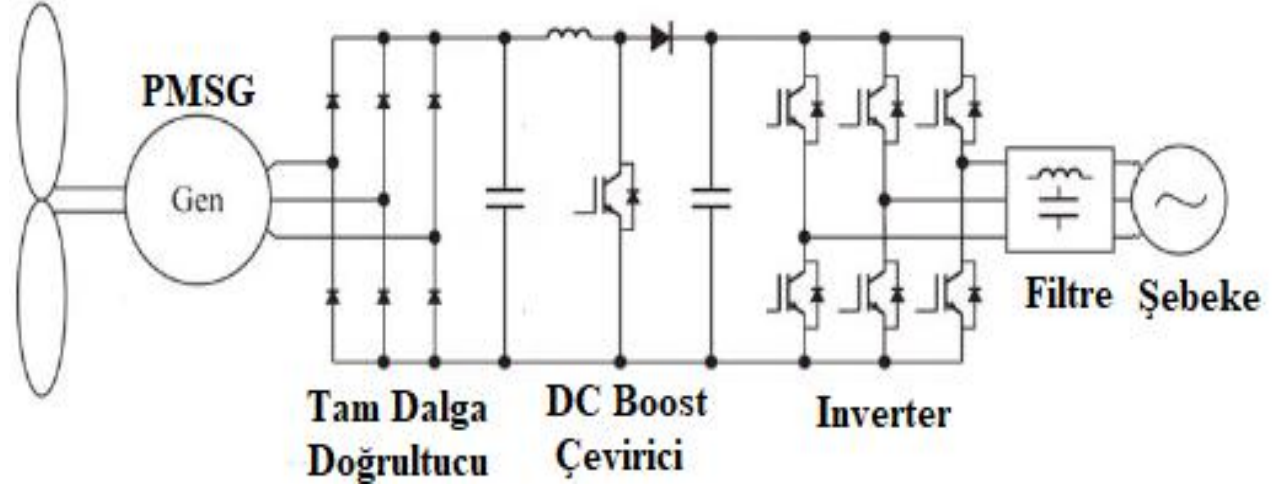 PMSG
Gen
Filtre
Şebeke
Tam Dalga
Doğrultucu
DC Boost
Çevirici
Inverter